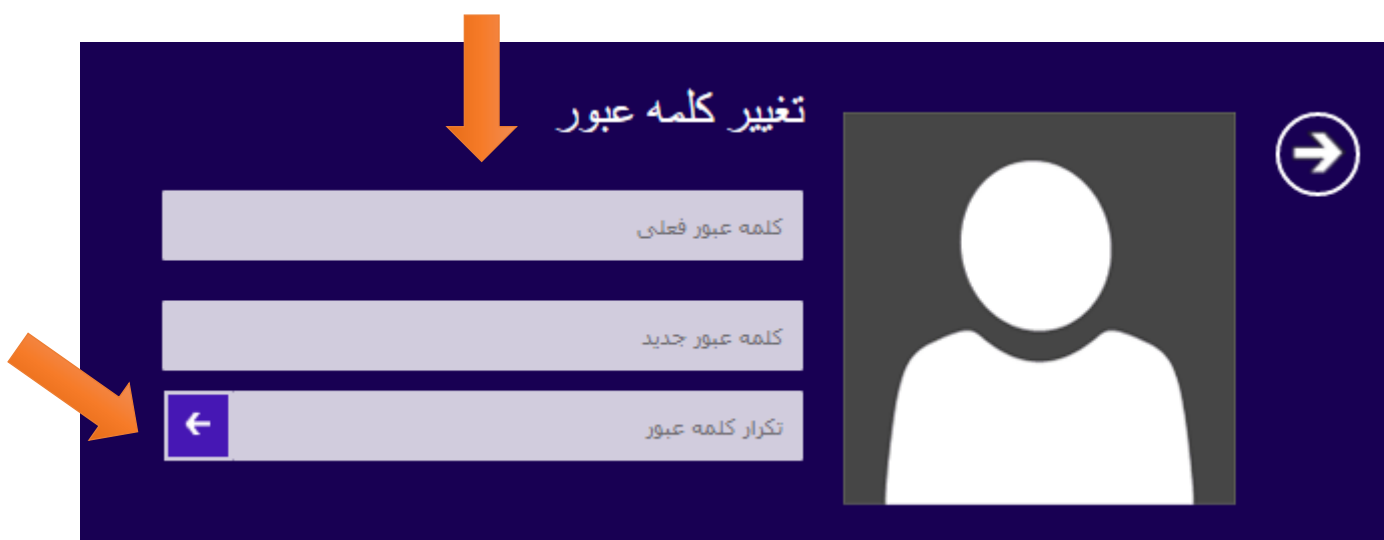 تغییر کلمه عبور
کلمه عبور فعلی
کلمه عبور جدید
تکرار کلمه عبور